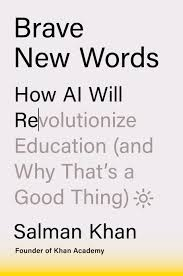 Brave
New Words
How AI Will
Revolutionize
Education (and
Why That's a
Good Thing)
Salman Khan
Founder of Khan Academy